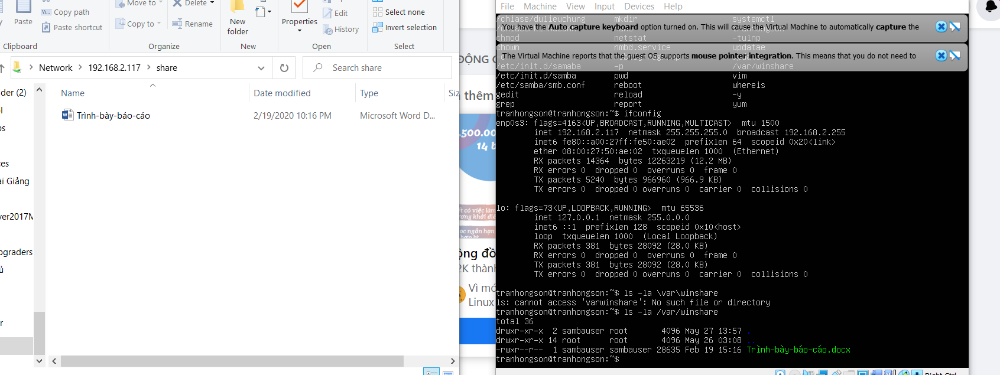 Paste
Copy path
Paste shortcut
Clipboard
Move to
Copy to
Delete
Rename
Organize
New
folder
New
Properties
Edit
History
Open
Select none
Invert selection
Select
Network
192.168.2.117
share
Search share
Name
Date modified
Type
Siz
Trình-bày-báo-cáo
2/19/2020 10:16 PM
Microsoft Word D...
der (2)
ài Giảng
ver2017M
pgraders
ĐỘNG
thêm
.500.00
14
Linux
File Machine View Input Devices Help
/chiase/dulieuchung mkdir systemctl
You have the Auto capture keyboard option turned on. This will cause the Virtual Machine to automatically capture the
chmod netstat -tulnp
chown nmbd.service updatae
The Virtual Machine reports that the guest OS supports mouse pointer integration. This means that you do not need to
/etc/init.d/samaba -p /var/winshare
/etc/init.d/samba pwd vim
/etc/samba/smb.conf reboot whereis
gedit reload -y
grep report yum
tranhongson@tranhongson:~$ ifconfig
enp0s3: flags=4163<UP,BROADCAST,RUNNING,MULTICAST> mtu 1500
inet 192.168.2.117 netmask 255.255.255.0 broadcast 192.168.2.255
inet6 fe80::a00:27ff:fe50:ae02 prefixlen 64 scopeid 0x20<link>
ether 08:00:27:50:ae:02 txqueuelen 1000 (Ethernet)
RX packets 14364 bytes 12263219 (12.2 MB)
RX errors 0 dropped 0 overruns 0 frame 0
TX packets 5240 bytes 966960 (966.9 KB)
TX errors 0 dropped 0 overruns 0 carrier 0 collisions 0
lo: flags=73<UP,LOOPBACK,RUNNING> mtu 65536
inet 127.0.0.1 netmask 255.0.0.0
inet6 ::1 prefixlen 128 scopeid 0x10<host>
loop txqueuelen 1000 (Local Loopback)
RX packets 381 bytes 28092 (28.0 KB)
RX errors 0 dropped 0 overruns 0 frame 0
TX packets 381 bytes 28092 (28.0 KB)
TX errors 0 dropped 0 overruns 0 carrier 0 collisions 0
tranhongson@tranhongson:~$ ls -la \var\winshare
ls: cannot access 'varwinshare': No such file or directory
tranhongson@tranhongson:~$ ls -la /var/winshare
total 36
drwxr-xr-x 2 sambauser root 4096 May 27 13:57 .
drwxr-xr-x 14 root root 4096 May 26 03:08 ..
-rwxr--r-- 1 sambauser sambauser 28635 Feb 19 15:16 Trình-bày-báo-cáo.docx
tranhongson@tranhongson:~$
Right Ctrl